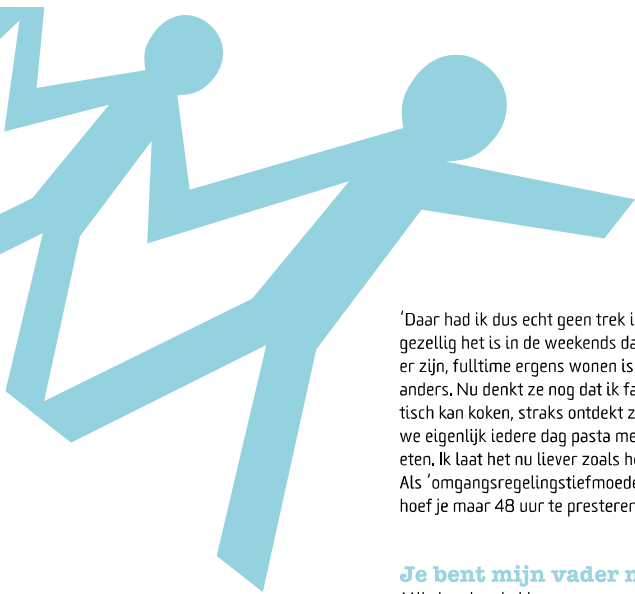 ‘Daar had ik dus echt geen trek i
gezellig het is in de weekends da
er zijn, fulltime ergens wonen is
anders. Nu denkt ze nog dat ik fa
tisch kan koken, straks ontdekt z
we eigenlijk iedere dag pasta me
eten. Ik laat het nu liever zoals h
Als ‘omgangsregelingstiefmoede
hoef je maar 48 uur te presteren
Je bent mijn vader n